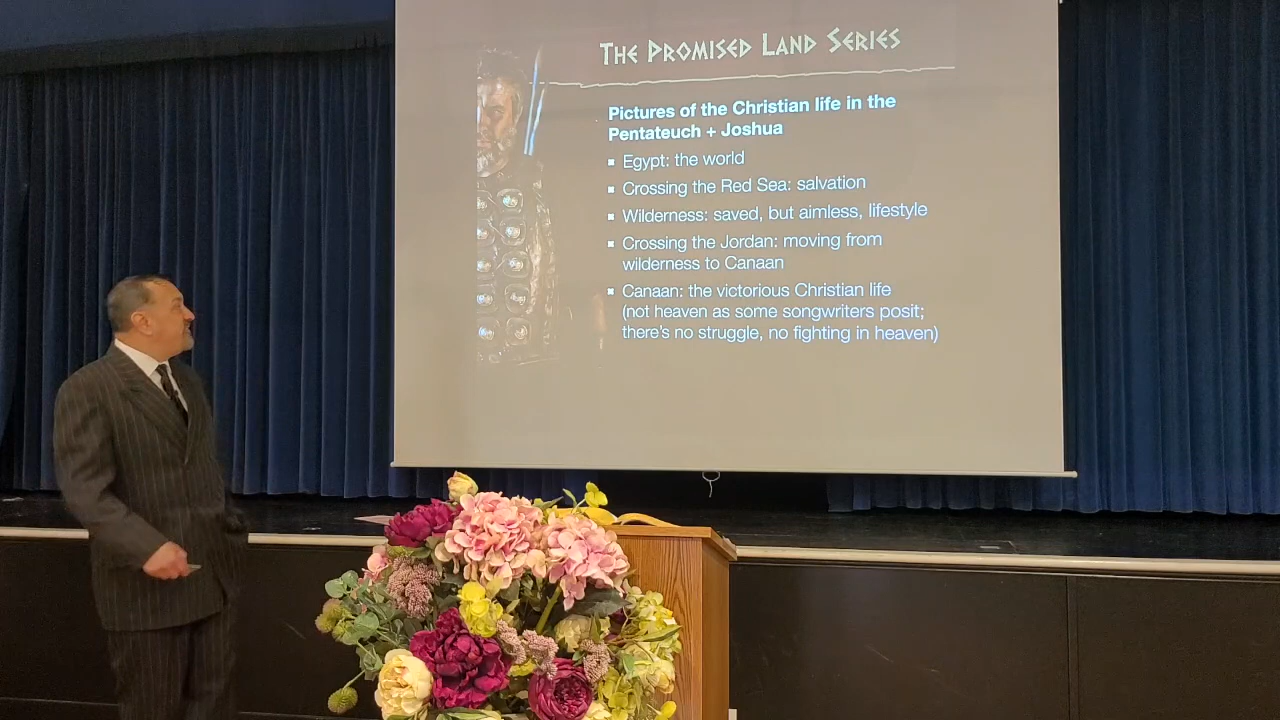 The Promised Land Series
Pictures of the Christian life in the
Pentateuch + Joshua
▪ Egypt: the world
▪ Crossing the Red Sea: salvation
▪ Wilderness: saved, but aimless, lifestyle
▪ Crossing the Jordan: moving from
wilderness to Canaan
▪ Canaan: the victorious Christian life
(not heaven as some songwriters posit;
there's no struggle, no fighting in heaven)